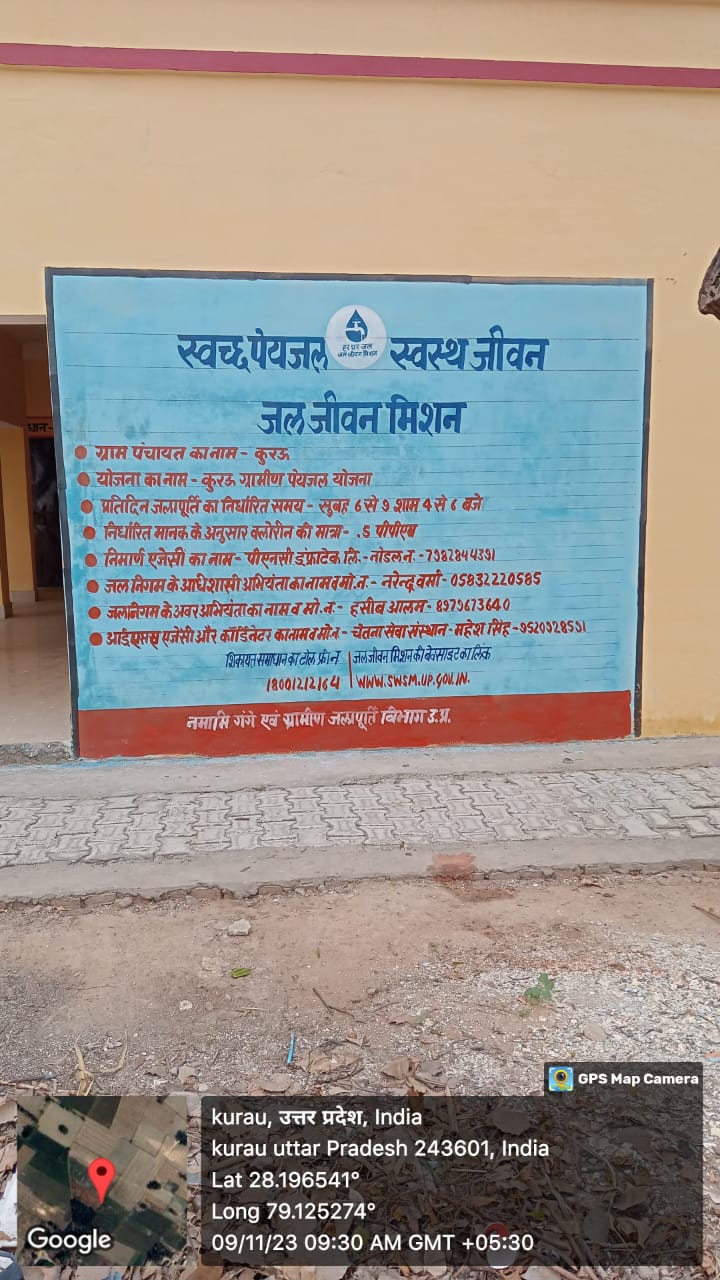 स्वच्छ पेयजल स्वस्थ जीवन
हर घर जल
जल जीवन मिशन
जल जीवन मिशन
ग्राम पंचायत का नाम - कुरऊ
योजना का नाम - कुरऊ ग्रामीण पेयजल योजना
प्रतिदिन जलापूर्ति का निर्धारित समय - सुबह 6 से 9 शाम 4 से 6 बजे
निर्धारित मानक के अनुसार क्लोरीन की मात्रा - .5 पीपीएम
निमार्ण एजेसी का नाम - पीएनसी इंफ्राटेक लि. - नोडल न. - 7982844391
जल निगम के अधिशासी अभियंता का नाम व मो.न. - नरेन्द्र वर्मा - 05832220585
जलनिगम के अवर अभियंता का नाम व मो. न. - हसीब आलम - 8979673640
आईएसए एजेंसी और कॉर्डिनेटर का नाम व मो.न - चेतना सेवा संस्थान - महेश सिंह - 9520928591
शिकायत समाधान का टोल फ्री न. | जल जीवन मिशन की वेबसाइट का लिंक
18001212164 | WWW.SWSM.UP.GOV.IN.
नमामि गंगे एवं ग्रामीण जलापूर्ति विभाग उ.प्र.
GPS Map Camera
kurau, उत्तर प्रदेश, India
kurau uttar Pradesh 243601, India
Lat 28.196541°
Long 79.125274°
09/11/23 09:30 AM GMT +05:30
Google